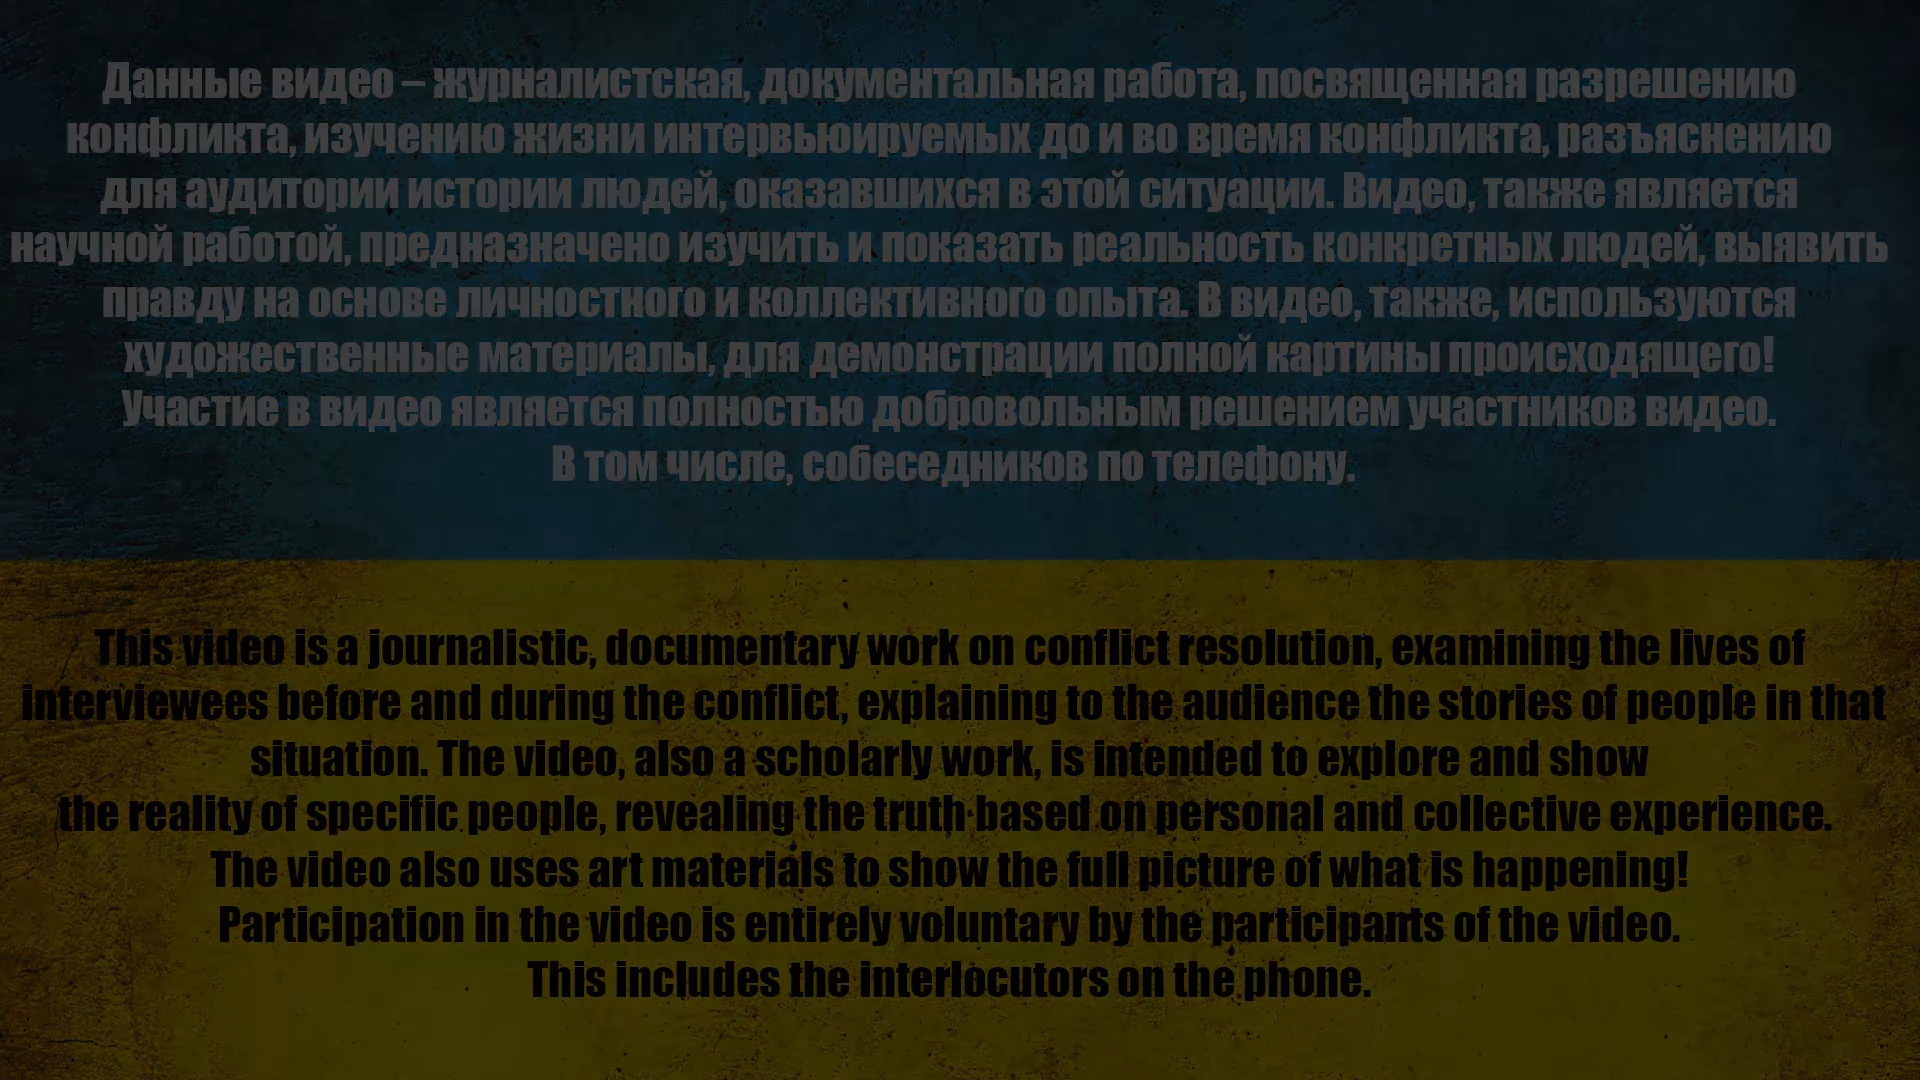 Данные видео – журналистская, документальная работа, посвященная разрешению
конфликта, изучению жизни интервьюируемых до и во время конфликта, разъяснению
для аудитории истории людей, оказавшихся в этой ситуации. Видео, также является
научной работой, предназначено изучить и показать реальность конкретных людей, выявить
правду на основе личностного и коллективного опыта. В видео, также, используются
художественные материалы, для демонстрации полной картины происходящего!
Участие в видео является полностью добровольным решением участников видео.
В том числе, собеседников по телефону.
This video is a journalistic, documentary work on conflict resolution, examining the lives of
interviewees before and during the conflict, explaining to the audience the stories of people in that
situation. The video, also a scholarly work, is intended to explore and show
the reality of specific people, revealing the truth based on personal and collective experience.
The video also uses art materials to show the full picture of what is happening!
Participation in the video is entirely voluntary by the participants of the video.
This includes the interlocutors on the phone.